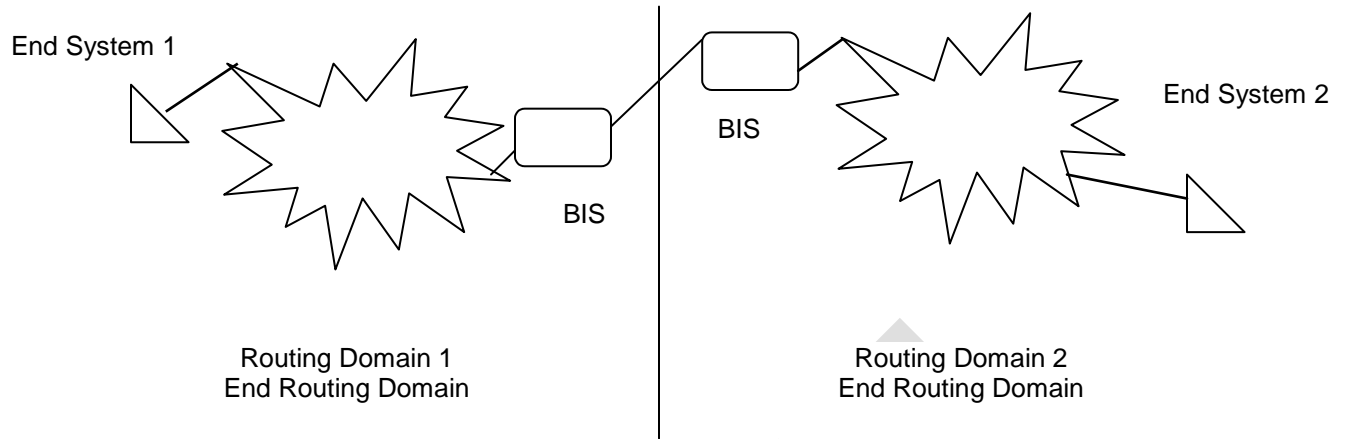 End System 1
End System 2
BIS
BIS
Routing Domain 1
End Routing Domain
Routing Domain 2
End Routing Domain